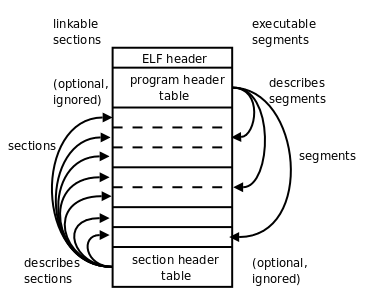 linkable
sections
executable
segments
ELF header
(optional,
ignored)
program header
table
describes
segments
sections
segments
describes
sections
section header
table
(optional,
ignored)